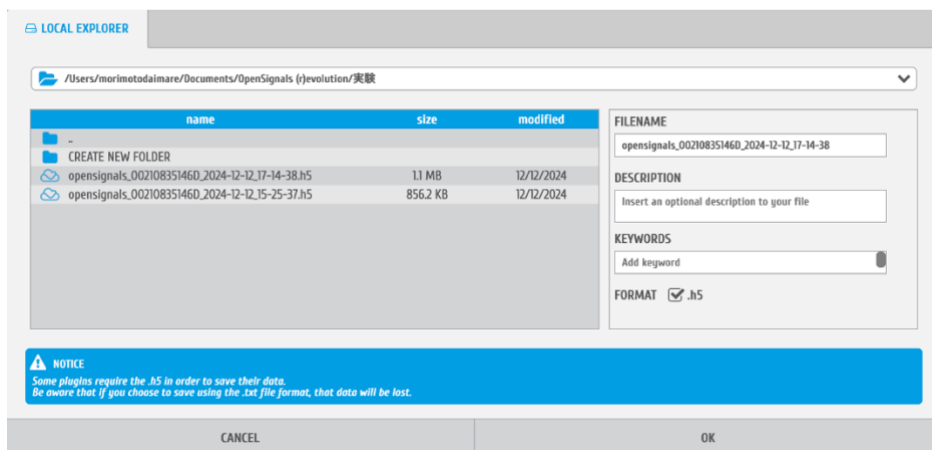 LOCAL EXPLORER
/Users/morimotodaimare/Documents/OpenSignals (r)evolution/実験
name size modified
..
CREATE NEW FOLDER
opensignals_00210835146D_2024-12-12_17-14-38.h5 1.1 MB 12/12/2024
opensignals_00210835146D_2024-12-12_15-25-37.h5 856.2 KB 12/12/2024
FILENAME
opensignals_00210835146D_2024-12-12_17-14-38
DESCRIPTION
Insert an optional description to your file
KEYWORDS
Add keyword
FORMAT .h5
NOTICE
Some plugins require the .h5 in order to save their data.
Be aware that if you choose to save using the .txt file format, that data will be lost.
CANCEL OK